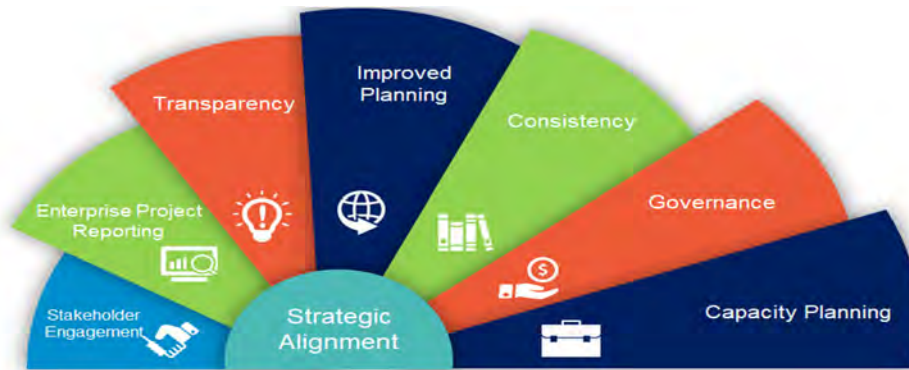 Stakeholder
Engagement
Enterprise Project
Reporting
Transparency
Improved
Planning
Consistency
Governance
$
Capacity Planning
Strategic
Alignment